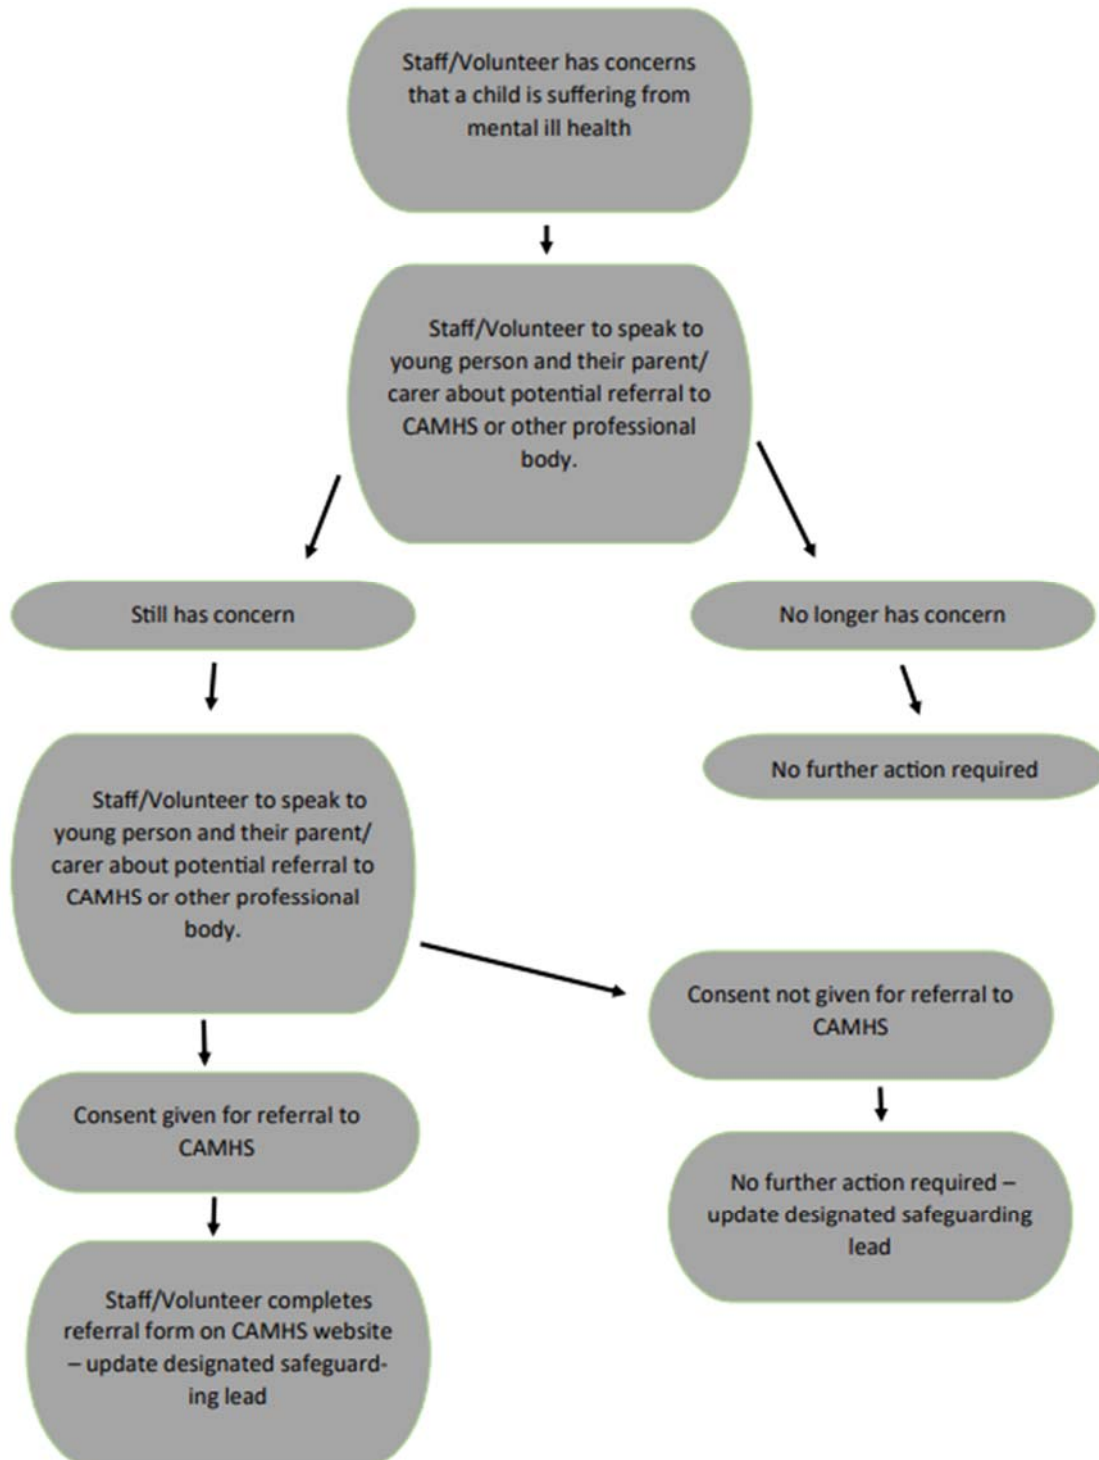 Staff/Volunteer has concerns
that a child is suffering from
mental ill health
Staff/Volunteer to speak to
young person and their parent/
carer about potential referral to
CAMHS or other professional
body.
Still has concern
No longer has concern
No further action required
Staff/Volunteer to speak to
young person and their parent/
carer about potential referral to
CAMHS or other professional
body.
Consent not given for referral to
CAMHS
Consent given for referral to
CAMHS
No further action required –
update designated safeguarding
lead
Staff/Volunteer completes
referral form on CAMHS website
– update designated safeguard-
ing lead